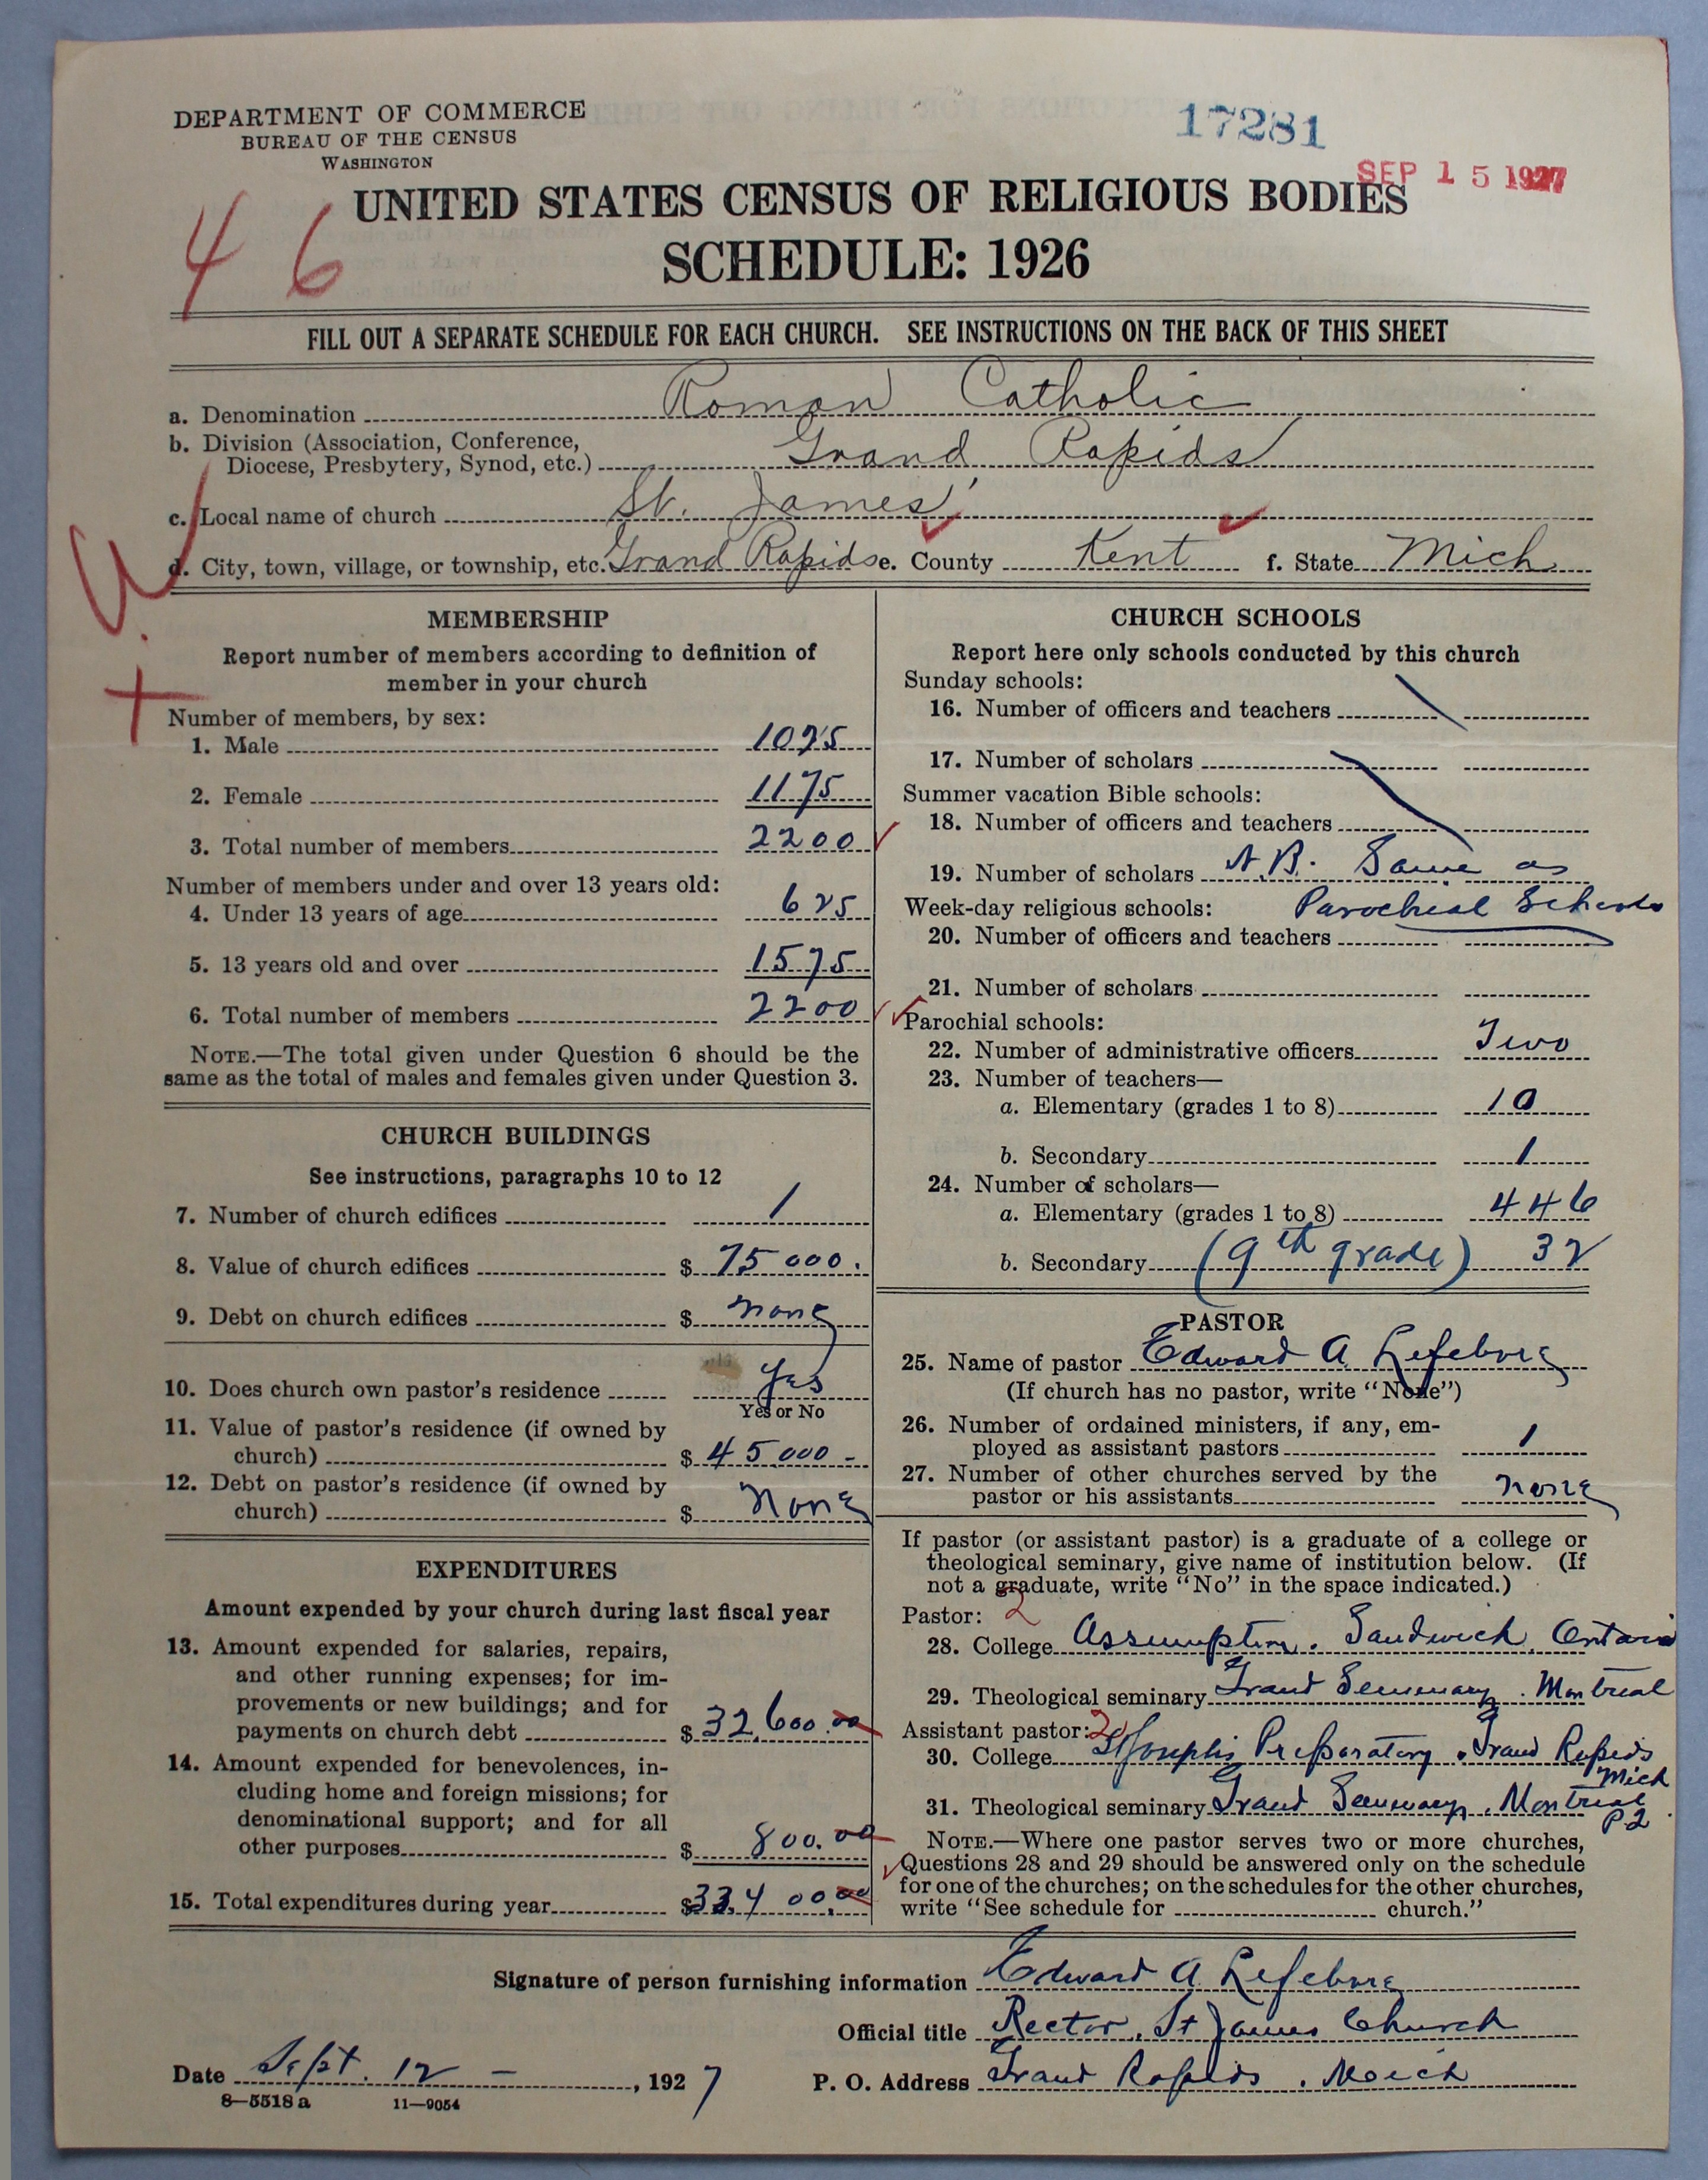 DEPARTMENT OF COMMERCE
BUREAU OF THE CENSUS
WASHINGTON
17281
SEP 15 1927
4 6
UNITED STATES CENSUS OF RELIGIOUS BODIES
SCHEDULE: 1926
FILL OUT A SEPARATE SCHEDULE FOR EACH CHURCH. SEE INSTRUCTIONS ON THE BACK OF THIS SHEET
a. Denomination Roman Catholic
b. Division (Association, Conference,
Diocese, Presbytery, Synod, etc.) Grand Rapids
c. Local name of church St. James'
d. City, town, village, or township, etc. Grand Rapids e. County Kent f. State Mich.
MEMBERSHIP
Report number of members according to definition of
member in your church
Number of members, by sex:
1. Male 1025
2. Female 1175
3. Total number of members 2200
Number of members under and over 13 years old:
4. Under 13 years of age 625
5. 13 years old and over 1575
6. Total number of members 2200
NOTE.—The total given under Question 6 should be the
same as the total of males and females given under Question 3.
CHURCH BUILDINGS
See instructions, paragraphs 10 to 12
7. Number of church edifices 1
8. Value of church edifices $ 75000.
9. Debt on church edifices $ none
10. Does church own pastor's residence Yes
Yes or No
11. Value of pastor's residence (if owned by
church) $ 45000-
12. Debt on pastor's residence (if owned by
church) $ none
EXPENDITURES
Amount expended by your church during last fiscal year
13. Amount expended for salaries, repairs,
and other running expenses; for im-
provements or new buildings; and for
payments on church debt $ 32,600.00
14. Amount expended for benevolences, in-
cluding home and foreign missions; for
denominational support; and for all
other purposes $ 800.00
15. Total expenditures during year $ 33,400.00
CHURCH SCHOOLS
Report here only schools conducted by this church
Sunday schools:
16. Number of officers and teachers
17. Number of scholars
Summer vacation Bible schools:
18. Number of officers and teachers
19. Number of scholars N.B. Same as
Week-day religious schools: Parochial Schools
20. Number of officers and teachers
21. Number of scholars
Parochial schools:
22. Number of administrative officers Two
23. Number of teachers—
a. Elementary (grades 1 to 8) 10
b. Secondary 1
24. Number of scholars—
a. Elementary (grades 1 to 8) 446
b. Secondary (9th grade) 32
PASTOR
25. Name of pastor Edward A. Lefebvre
(If church has no pastor, write "None")
26. Number of ordained ministers, if any, em-
ployed as assistant pastors 1
27. Number of other churches served by the
pastor or his assistants none
If pastor (or assistant pastor) is a graduate of a college or
theological seminary, give name of institution below. (If
not a graduate, write "No" in the space indicated.)
Pastor: 2
28. College Assumption. Sandwich, Ontario
29. Theological seminary Grand Seminary. Montreal
Assistant pastor: 2
30. College St Josephs Preparatory. Grand Rapids
Mich
31. Theological seminary Grand Seminary, Montreal
P.2
NOTE.—Where one pastor serves two or more churches,
Questions 28 and 29 should be answered only on the schedule
for one of the churches; on the schedules for the other churches,
write "See schedule for church."
Signature of person furnishing information Edward A Lefebvre
Official title Rector, St James Church
Date Sept. 12 - , 1927 P. O. Address Grand Rapids. Mich
8—5518 a 11—9054